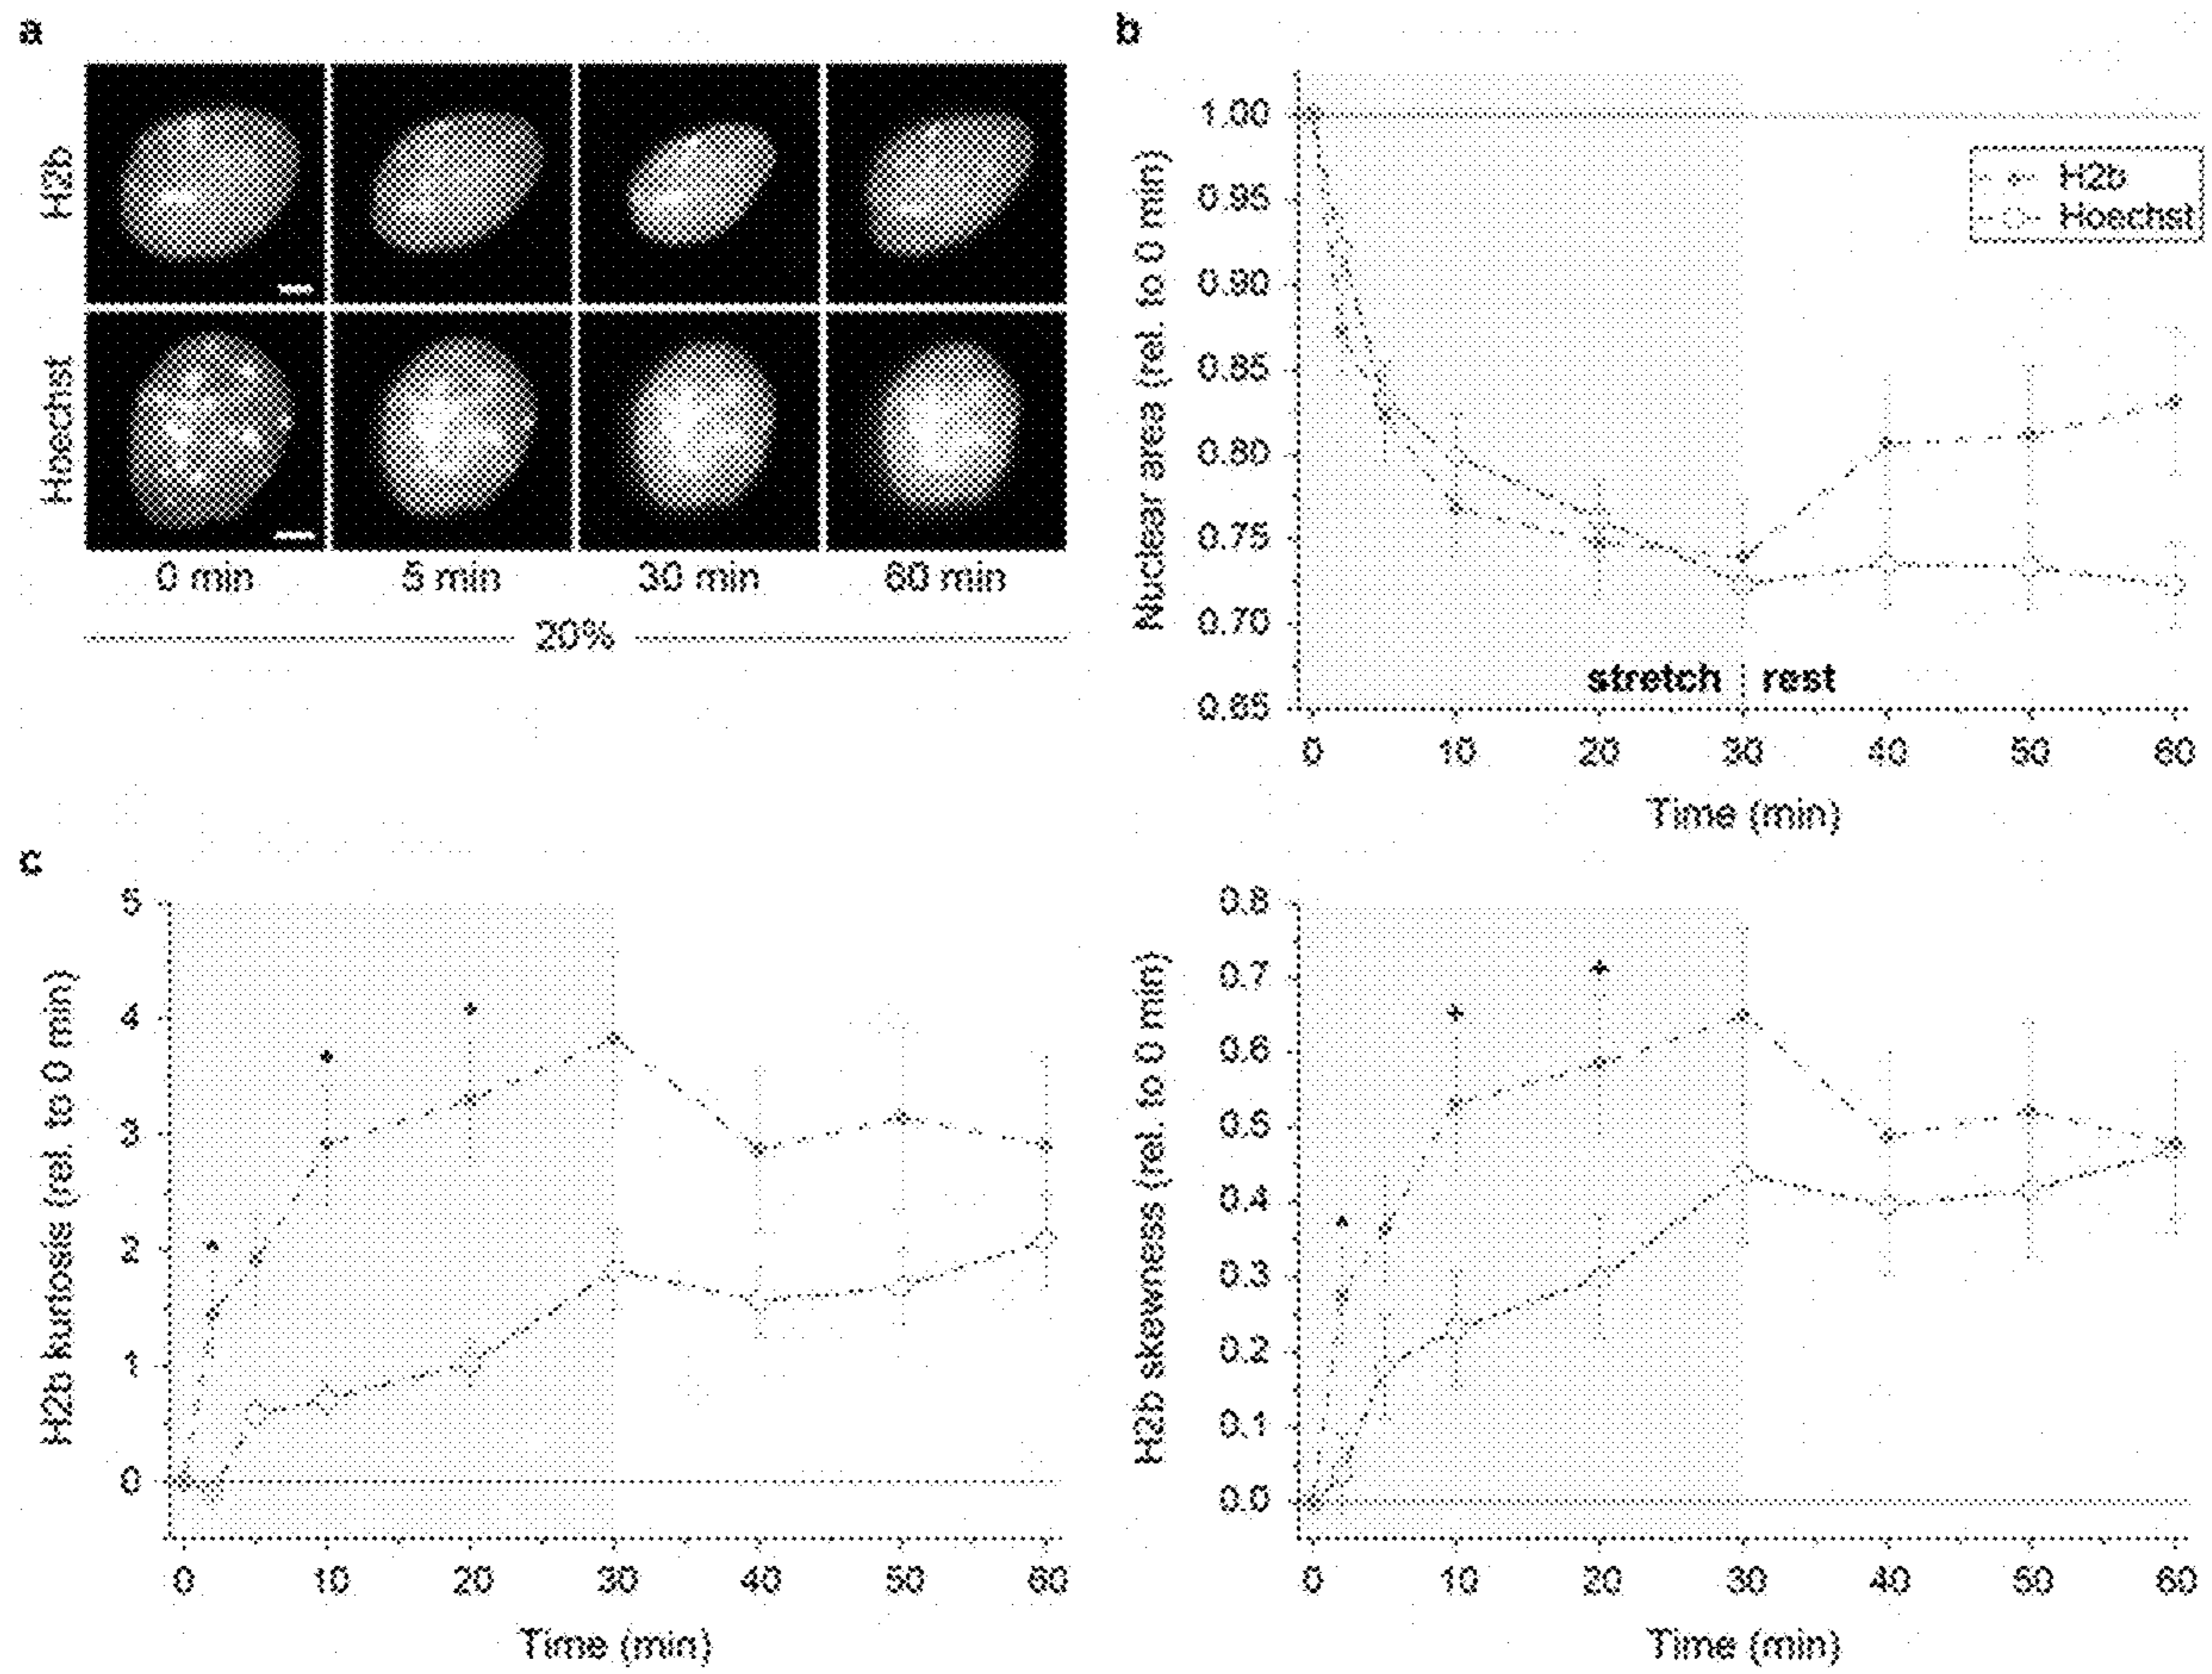 a
H2b
Hoechst
0 min
5 min
30 min
60 min
20%
b
Nuclear area (rel. to 0 min)
1.00
0.95
0.90
0.85
0.80
0.75
0.70
0.65
H2b
Hoechst
stretch
rest
0
10
20
30
40
50
60
Time (min)
c
H2b kurtosis (rel. to 0 min)
5
4
3
2
1
0
0
10
20
30
40
50
60
Time (min)
H2b skewness (rel. to 0 min)
0.8
0.7
0.6
0.5
0.4
0.3
0.2
0.1
0.0
0
10
20
30
40
50
60
Time (min)